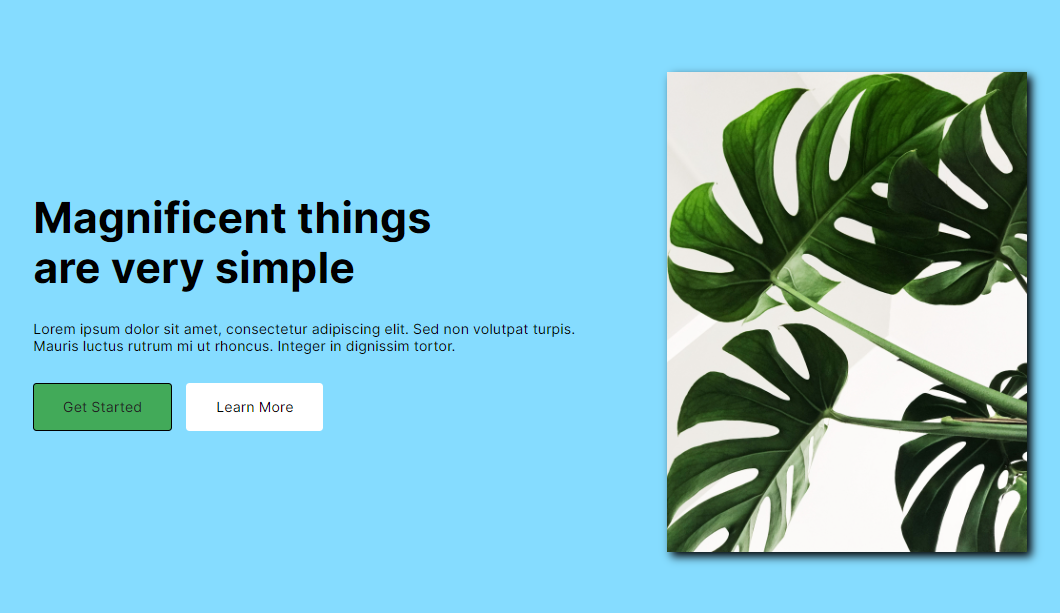 Magnificent things
are very simple
Lorem ipsum dolor sit amet, consectetur adipiscing elit. Sed non volutpat turpis.
Mauris luctus rutrum mi ut rhoncus. Integer in dignissim tortor.
Get Started
Learn More